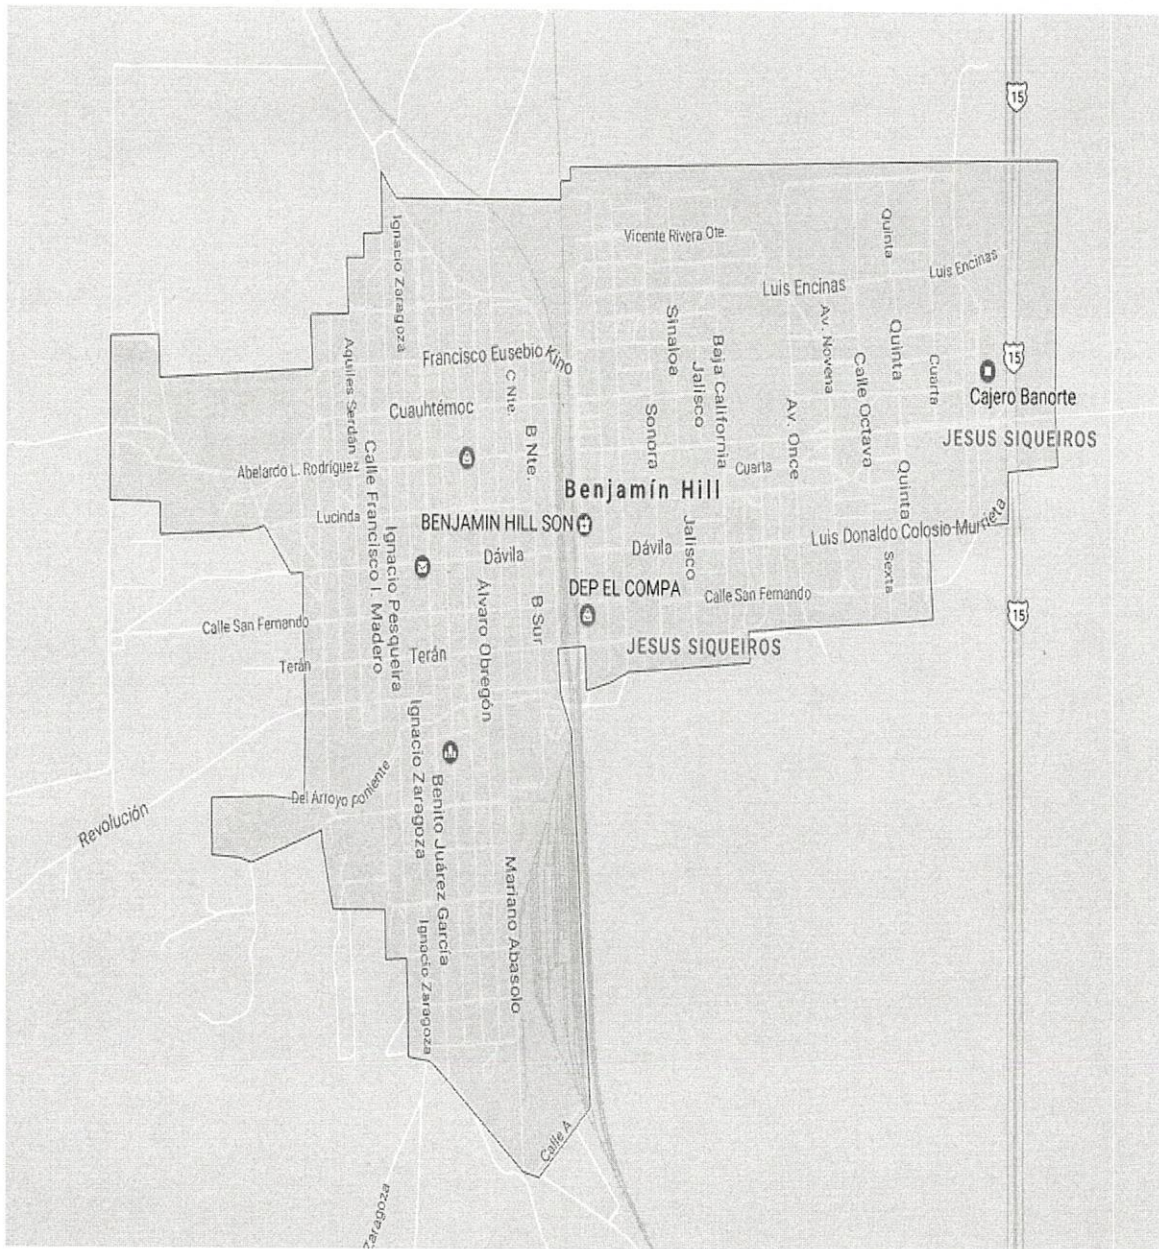 15
Ignacio Zaragoza
Quinta
Vicente Rivera Ote.
Luis Encinas
Luis Encinas
Sinaloa
Av. Novena
Quinta
Baja California
Aquiles Serdán
Francisco Eusebio Kino
15
Jalisco
Calle Octava
Cuarta
C Nte.
Cajero Banorte
Cuauhtémoc
Sonora
Av. Once
B Nte.
JESUS SIQUEIROS
Calle Francisco I. Madero
Abelardo L. Rodríguez
Cuarta
Quinta
Benjamín Hill
Lucinda
BENJAMIN HILL SON
Jalisco
Luis Donaldo Colosio Murrieta
Ignacio Pesqueira
Dávila
Dávila
Sexta
Álvaro Obregón
DEP EL COMPA
Calle San Fernando
B Sur
15
Calle San Fernando
JESUS SIQUEIROS
Terán
Terán
Ignacio Zaragoza
Benito Juárez García
Del Arroyo poniente
Revolución
Mariano Abasolo
Ignacio Zaragoza
Calle A
Zaragoza